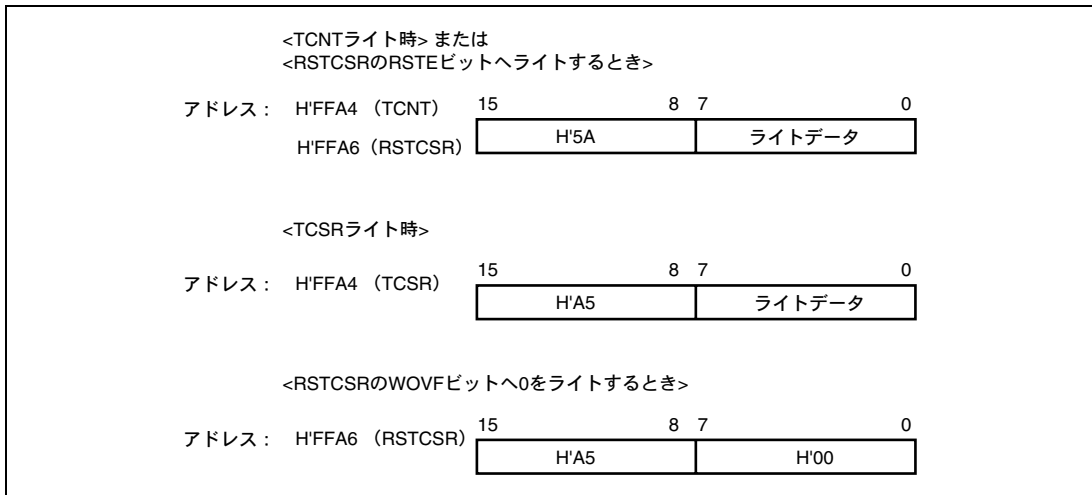 <TCNTライト時> または
<RSTCSRのRSTEビットへライトするとき>
アドレス： H'FFA4 （TCNT） 15 8 7 0
H'FFA6（RSTCSR） H'5A ライトデータ
<TCSRライト時>
15 8 7 0
アドレス： H'FFA4 （TCSR）
H'A5 ライトデータ
<RSTCSRのWOVFビットへ0をライトするとき>
15 8 7 0
アドレス： H'FFA6 （RSTCSR）
H'A5 H'00